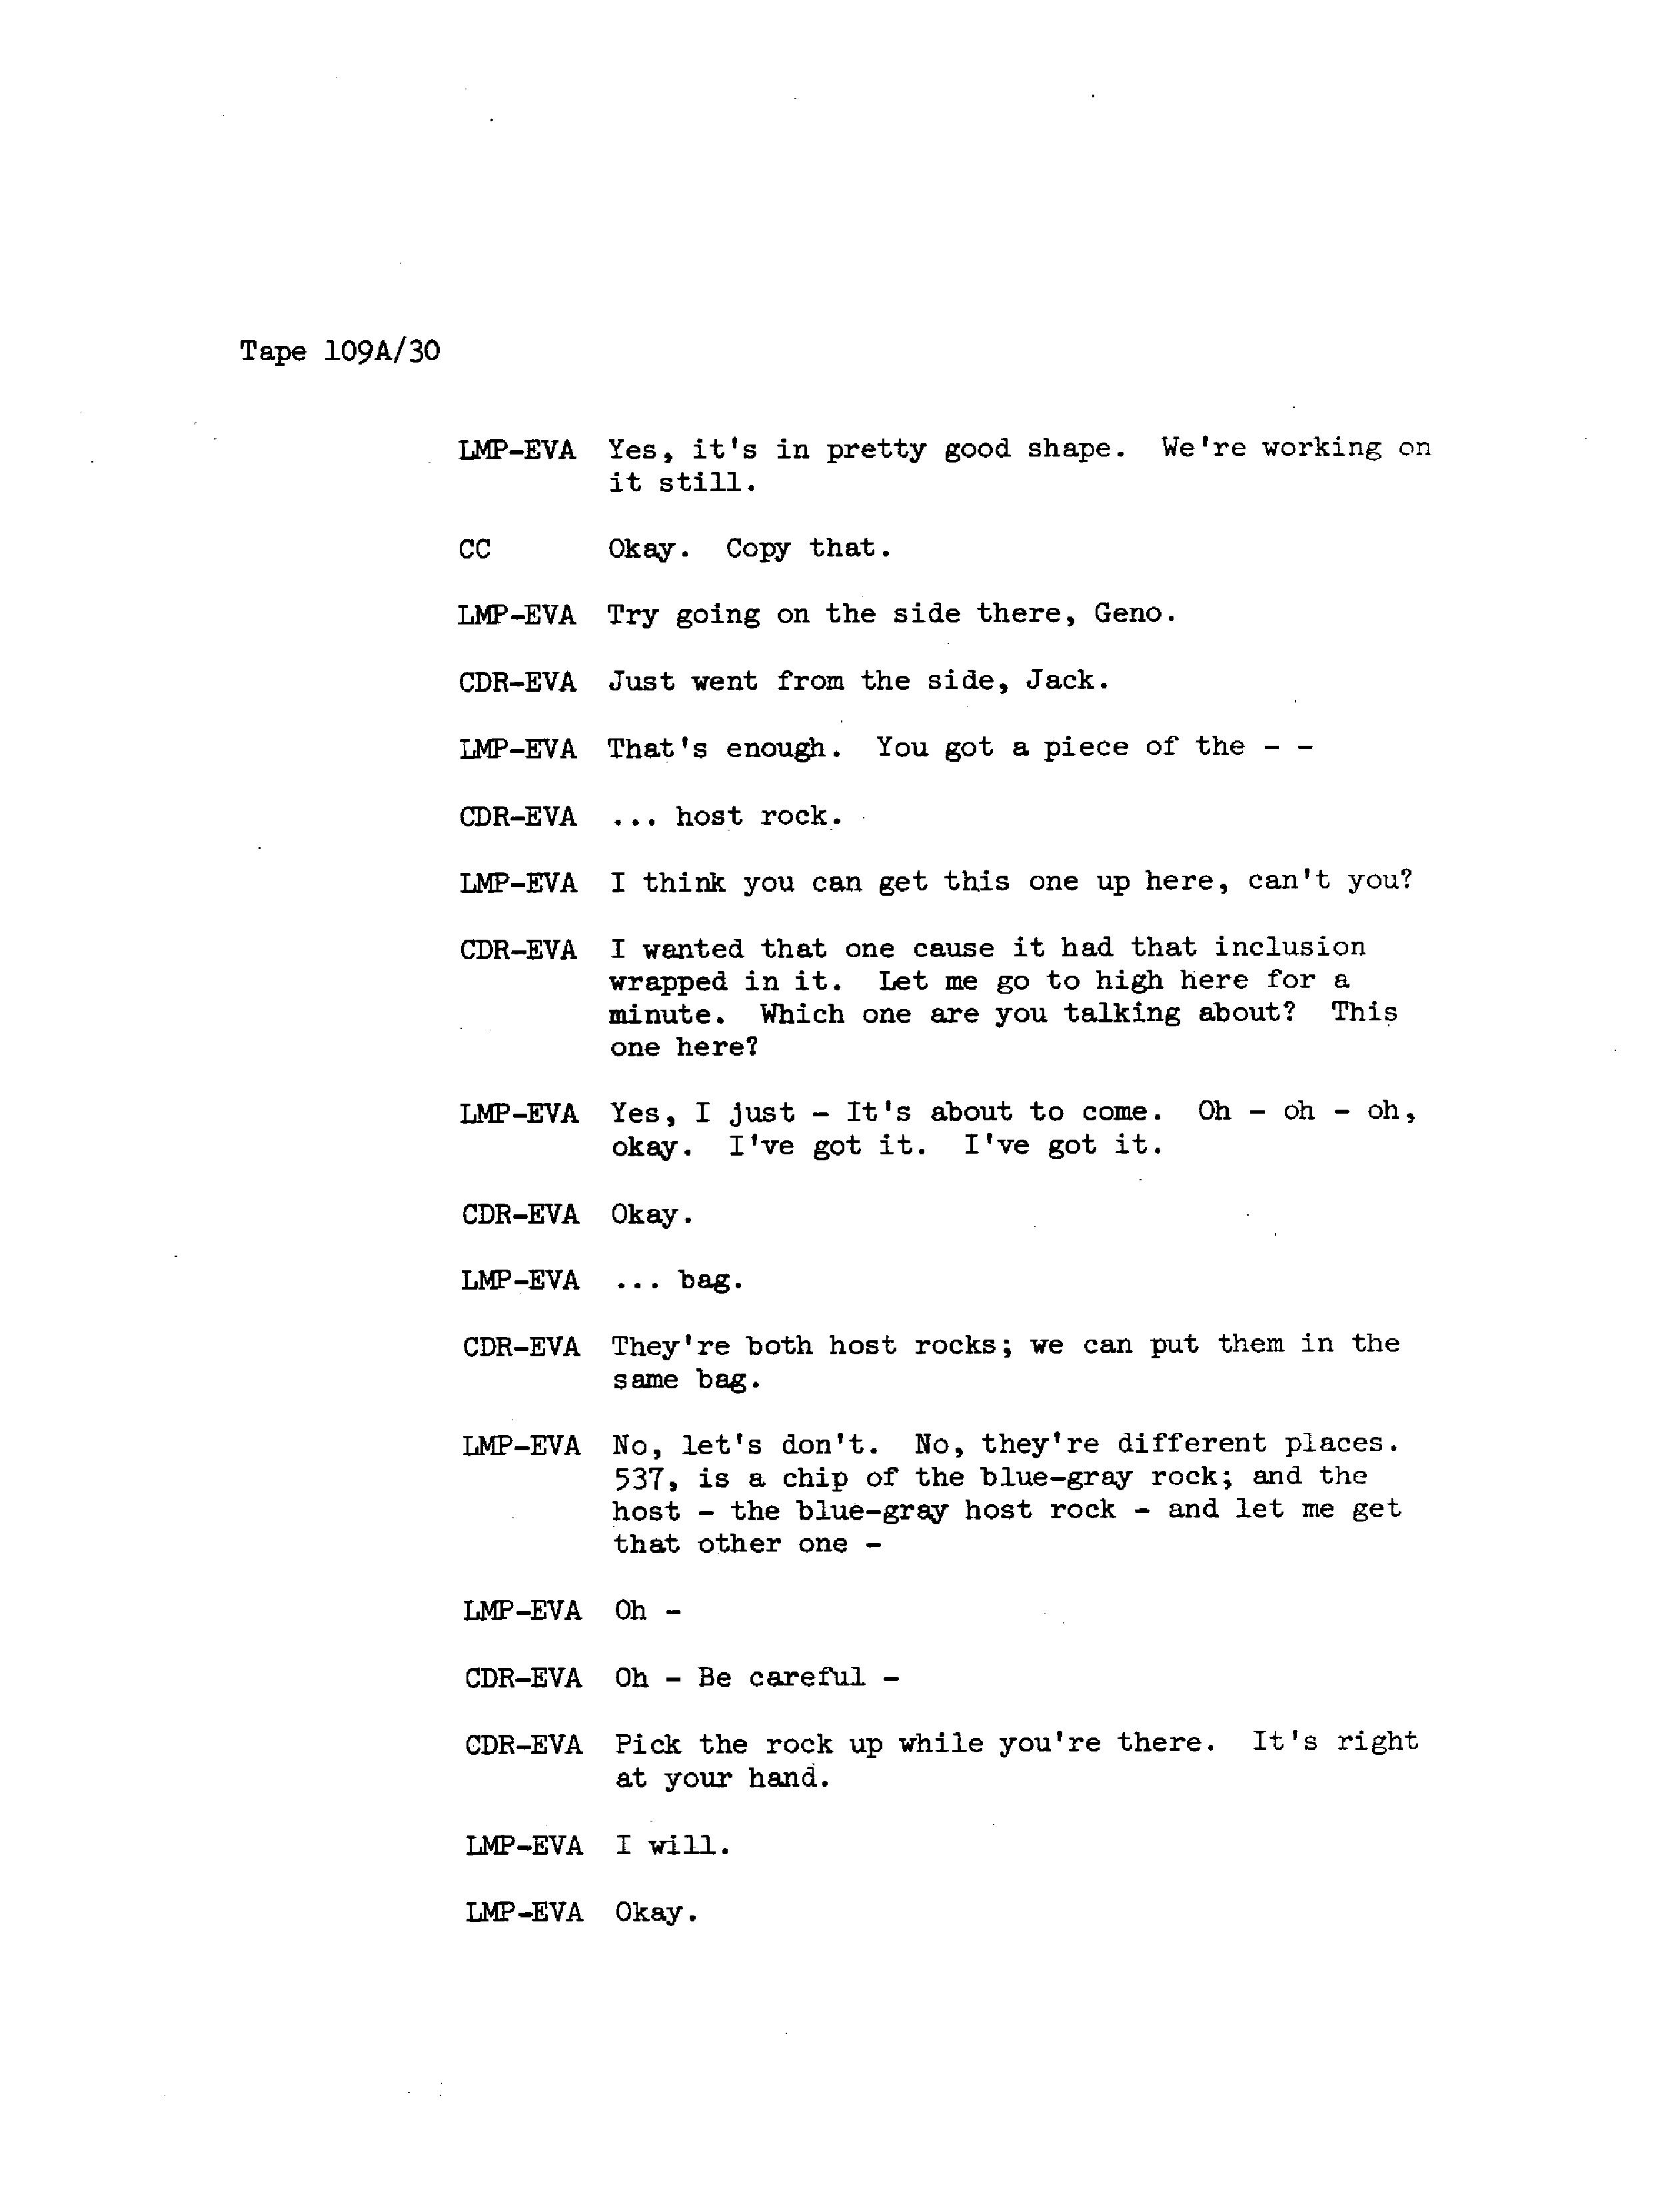 Tape 109A/30
LMP-EVA Yes, it's in pretty good shape. We're working on
it still.
CC Okay. Copy that.
LMP-EVA Try going on the side there, Geno.
CDR-EVA Just went from the side, Jack.
LMP-EVA That's enough. You got a piece of the - -
CDR-EVA ... host rock.
LMP-EVA I think you can get this one up here, can't you?
CDR-EVA I wanted that one cause it had that inclusion
wrapped in it. Let me go to high here for a
minute. Which one are you talking about? This
one here?
LMP-EVA Yes, I just - It's about to come. Oh - oh - oh,
okay. I've got it. I've got it.
CDR-EVA Okay.
LMP-EVA ... bag.
CDR-EVA They're both host rocks; we can put them in the
same bag.
LMP-EVA No, let's don't. No, they're different places.
537, is a chip of the blue-gray rock; and the
host - the blue-gray host rock - and let me get
that other one -
LMP-EVA Oh -
CDR-EVA Oh - Be careful -
CDR-EVA Pick the rock up while you're there. It's right
at your hand.
LMP-EVA I will.
LMP-EVA Okay.